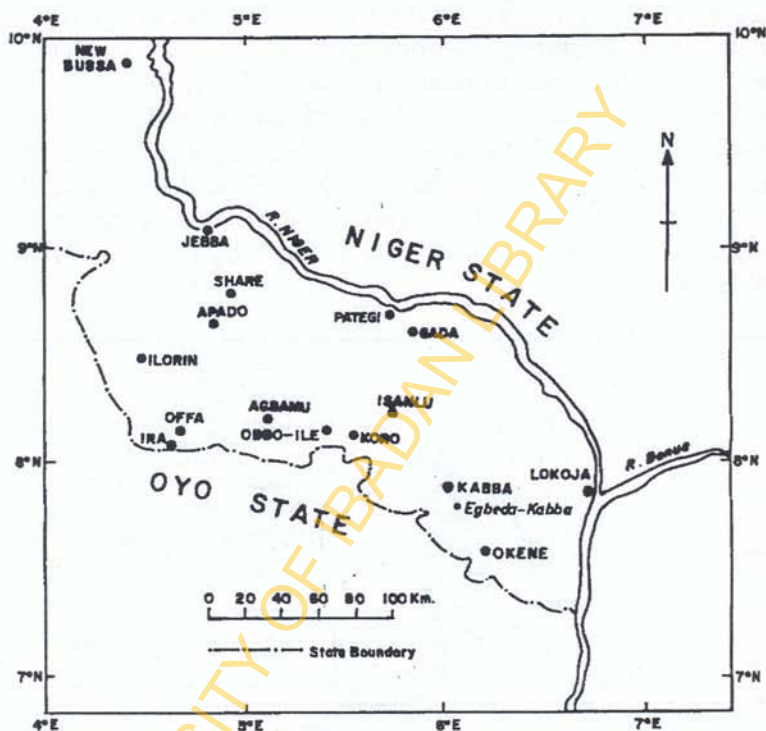 4°E 5°E 6°E 7°E
10°N 10°N
NEW
BUSSA
N
R. NIGER
NIGER STATE
9°N 9°N
JEBBA
SHARE
APADO
PATEGI
GADA
ILORIN
AGBAMU
ISANLU
OFFA
OBBO-ILE
KORO
IRA
8°N 8°N
R. Benue
LOKOJA
KABBA
Egbeda-Kabba
OYO STATE
OKENE
0 20 40 60 80 100 Km.
State Boundary
7°N 7°N
4°E 5°E 6°E 7°E
CITY OF IBADAN LIBRARY